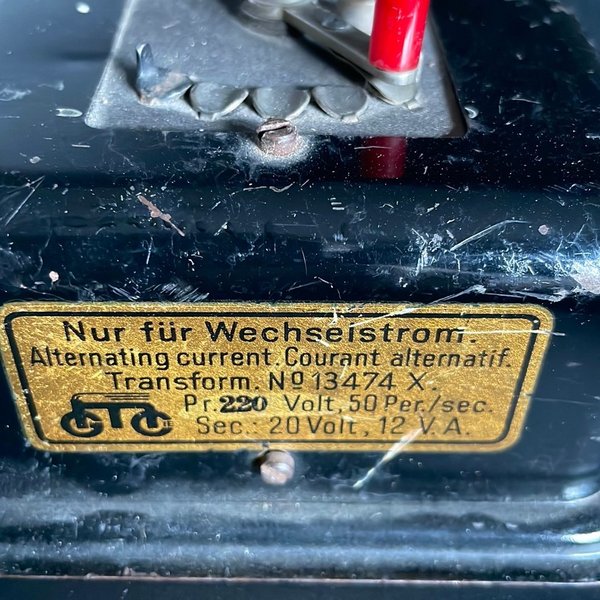 Nur für Wechselstrom.
Alternating current. Courant alternatif.
Transform. Nº 13474 X.
Pr. 220 Volt, 50 Per./sec.
Sec.: 20 Volt, 12 V.A.